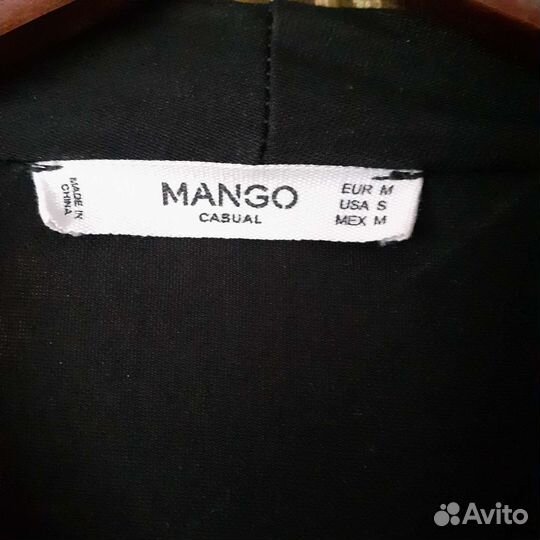 MADE IN
CHINA
MANGO
CASUAL
EUR M
USA S
MEX M
Avito